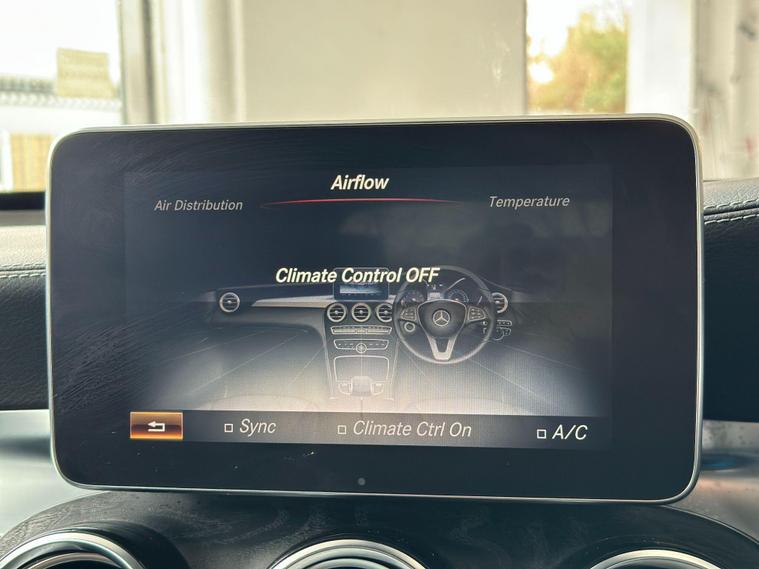 Airflow
Air Distribution
Temperature
Climate Control OFF
Sync
Climate Ctrl On
A/C